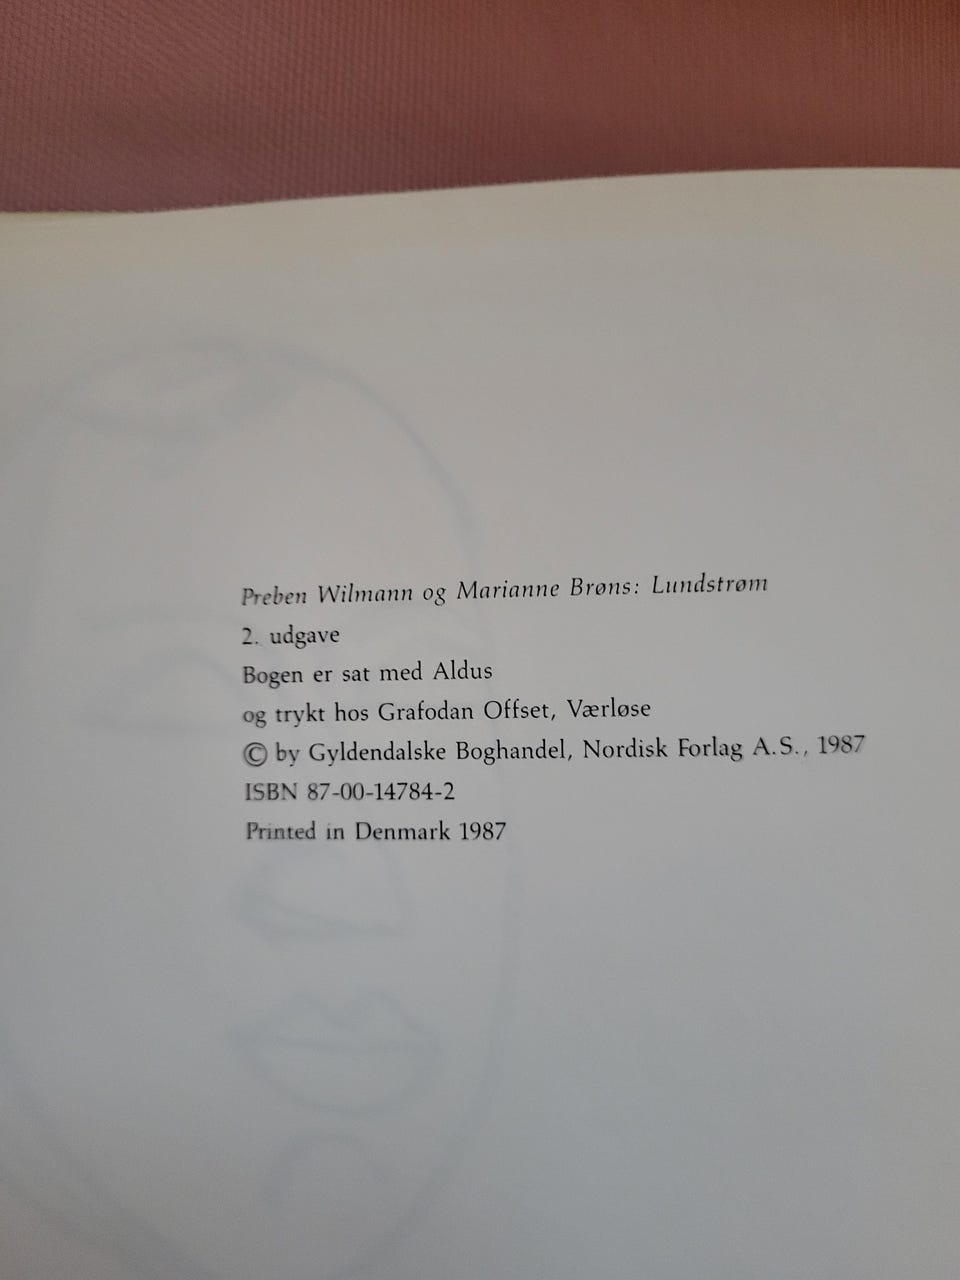 Preben Wilmann og Marianne Brøns: Lundstrøm
2. udgave
Bogen er sat med Aldus
og trykt hos Grafodan Offset, Værløse
© by Gyldendalske Boghandel, Nordisk Forlag A.S., 1987
ISBN 87-00-14784-2
Printed in Denmark 1987